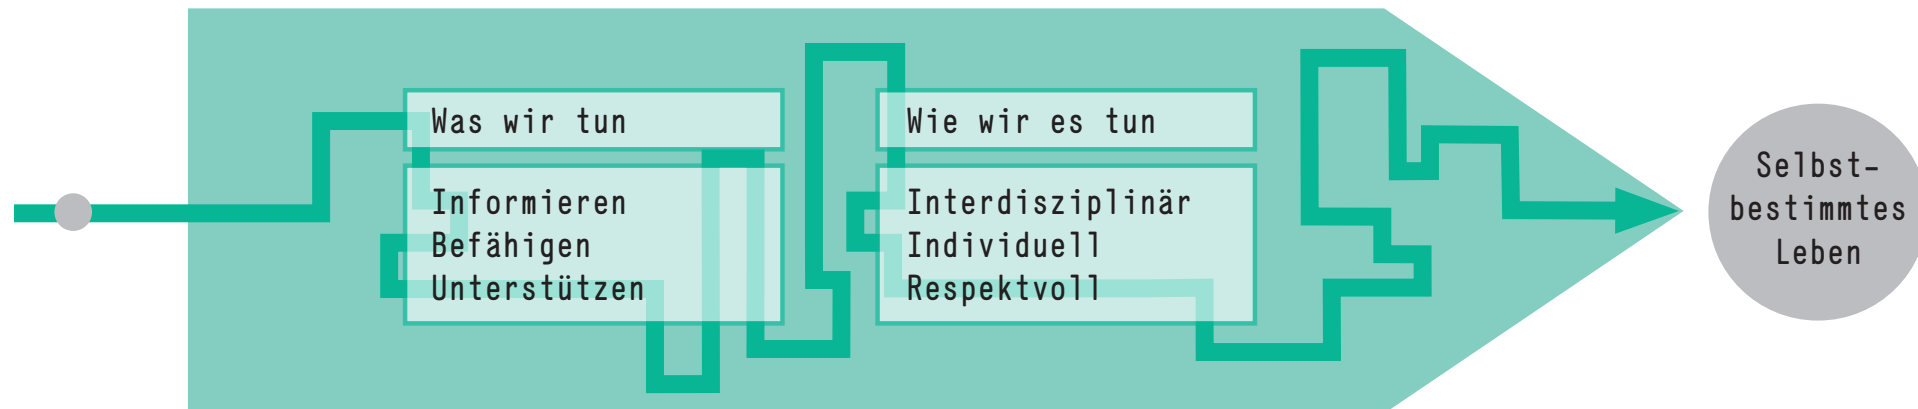 Was wir tun
Informieren
Befähigen
Unterstützen
Wie wir es tun
Interdisziplinär
Individuell
Respektvoll
Selbst-
bestimmtes
Leben